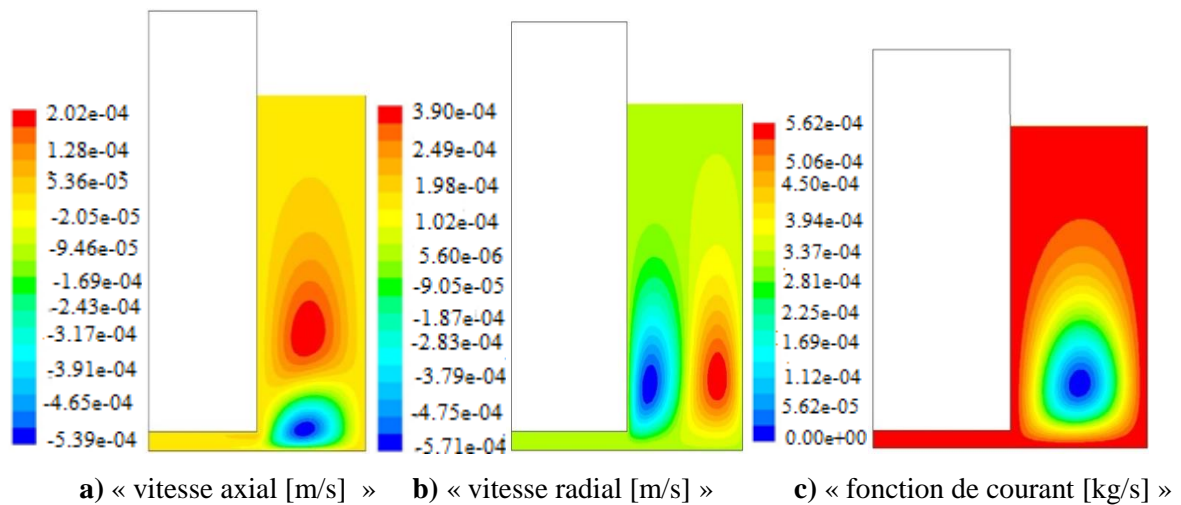 2.02e-04
1.28e-04
5.36e-05
-2.05e-05
-9.46e-05
-1.69e-04
-2.43e-04
-3.17e-04
-3.91e-04
-4.65e-04
-5.39e-04
3.90e-04
2.49e-04
1.98e-04
1.02e-04
5.60e-06
-9.05e-05
-1.87e-04
-2.83e-04
-3.79e-04
-4.75e-04
-5.71e-04
5.62e-04
5.06e-04
4.50e-04
3.94e-04
3.37e-04
2.81e-04
2.25e-04
1.69e-04
1.12e-04
5.62e-05
0.00e+00
a) « vitesse axial [m/s] »
b) « vitesse radial [m/s] »
c) « fonction de courant [kg/s] »